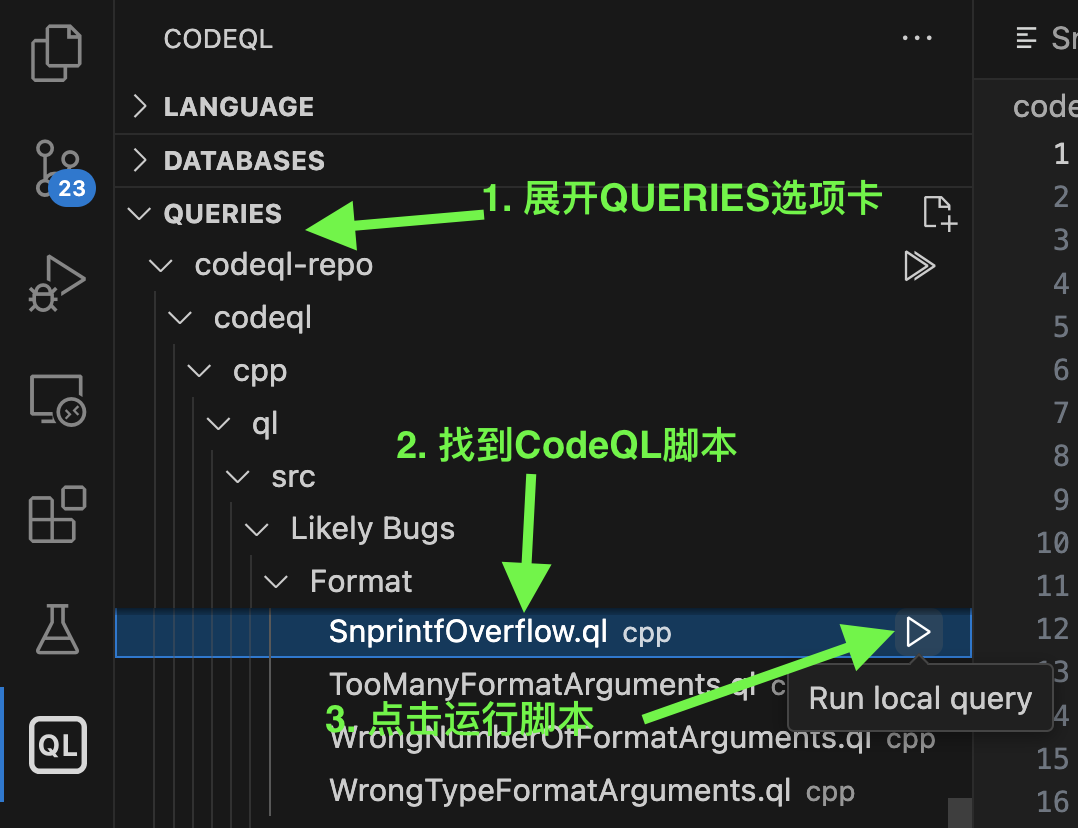 CODEQL
···
Sr
LANGUAGE
code
DATABASES
1
23
2
QUERIES
1. 展开QUERIES选项卡
3
codeql-repo
4
codeql
5
cpp
6
ql
7
2. 找到CodeQL脚本
8
src
9
Likely Bugs
10
Format
11
SnprintfOverflow.ql cpp
12
TooManyFormatArguments.ql c
Run local query
3
3. 点击运行脚本
4
WrongNumberOfFormatArguments.ql cpp
QL
15
WrongTypeFormatArguments.ql cpp
16